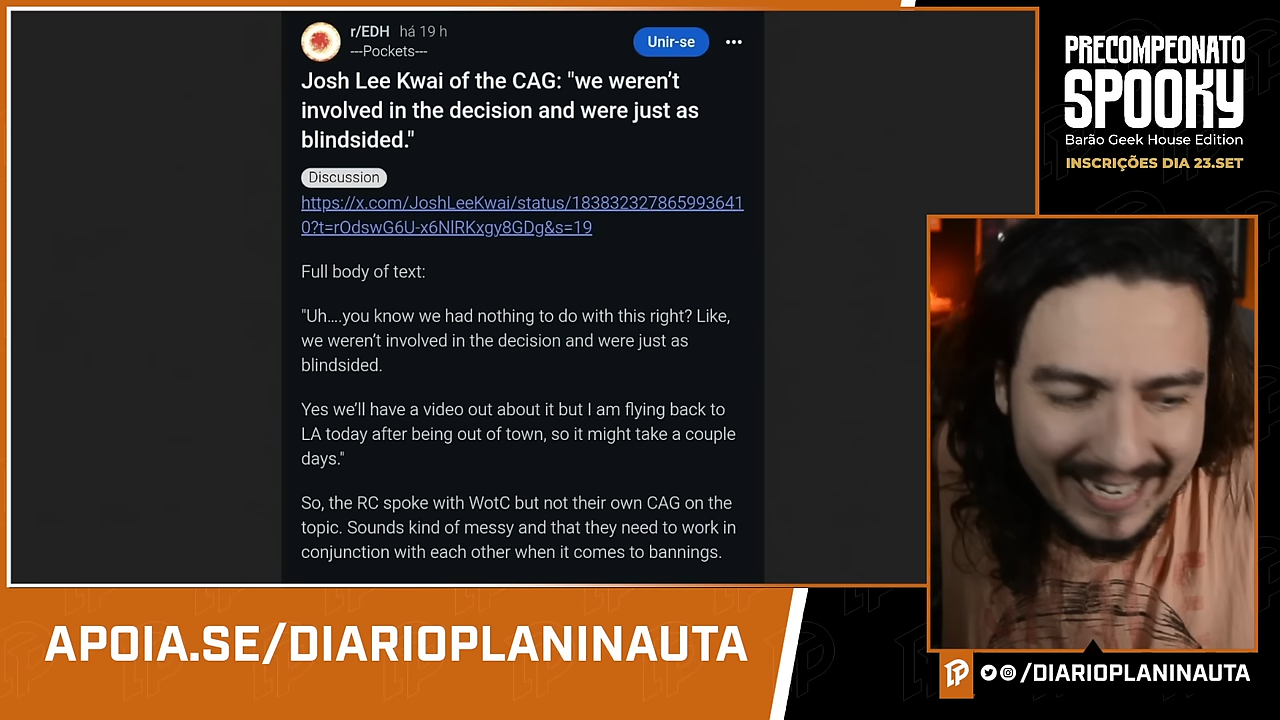 r/EDH há 19 h
---Pockets---
Unir-se
Josh Lee Kwai of the CAG: "we weren't
involved in the decision and were just as
blindsided."
Discussion
https://x.com/JoshLeeKwai/status/183832327865993641
0?t=rOdswG6U-x6NlRKxgy8GDg&s=19
Full body of text:
"Uh....you know we had nothing to do with this right? Like,
we weren't involved in the decision and were just as
blindsided.
Yes we'll have a video out about it but I am flying back to
LA today after being out of town, so it might take a couple
days."
So, the RC spoke with WotC but not their own CAG on the
topic. Sounds kind of messy and that they need to work in
conjunction with each other when it comes to bannings.
PRECOMPEONATO
SPOOKY
Barão Geek House Edition
INSCRIÇÕES DIA 23.SET
APOIA.SE/DIARIOPLANINAUTA
/DIARIOPLANINAUTA